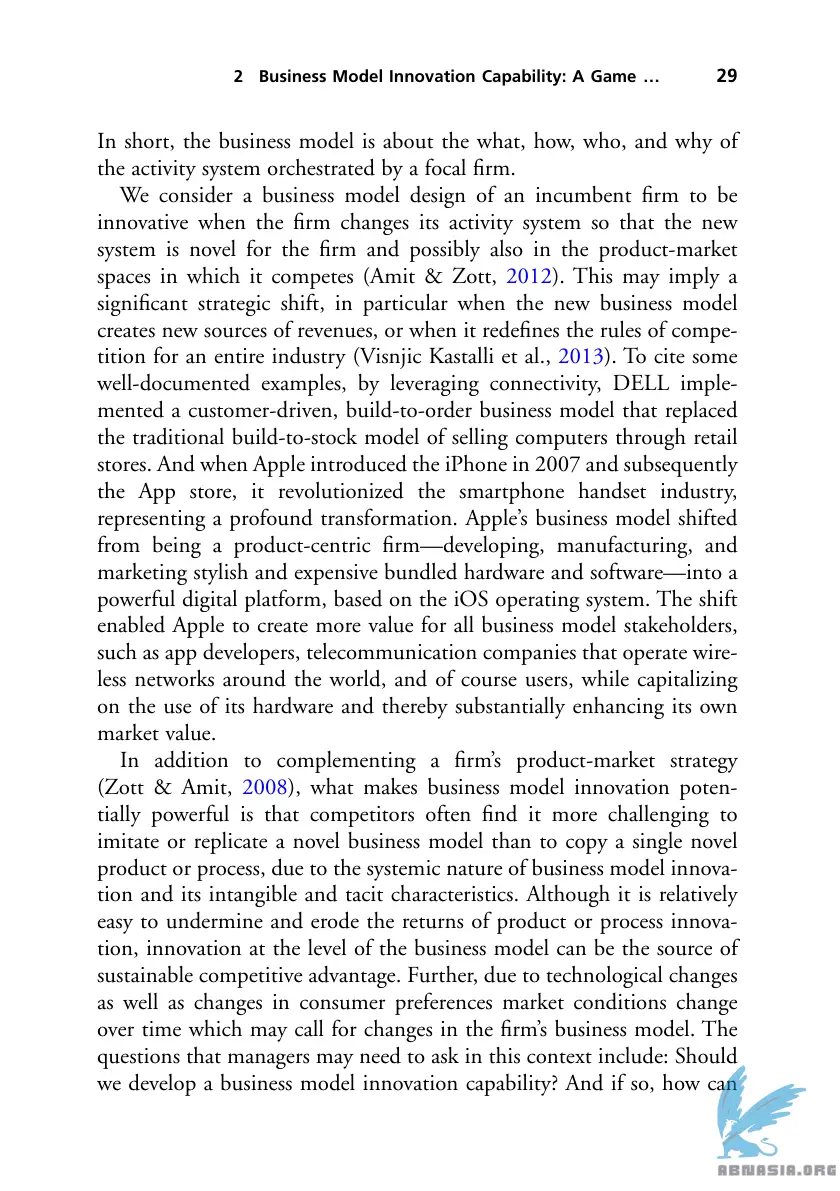 2 Business Model Innovation Capability: A Game … 29
In short, the business model is about the what, how, who, and why of
the activity system orchestrated by a focal firm.
We consider a business model design of an incumbent firm to be
innovative when the firm changes its activity system so that the new
system is novel for the firm and possibly also in the product-market
spaces in which it competes (Amit & Zott, 2012). This may imply a
significant strategic shift, in particular when the new business model
creates new sources of revenues, or when it redefines the rules of compe-
tition for an entire industry (Visnjic Kastalli et al., 2013). To cite some
well-documented examples, by leveraging connectivity, DELL imple-
mented a customer-driven, build-to-order business model that replaced
the traditional build-to-stock model of selling computers through retail
stores. And when Apple introduced the iPhone in 2007 and subsequently
the App store, it revolutionized the smartphone handset industry,
representing a profound transformation. Apple’s business model shifted
from being a product-centric firm—developing, manufacturing, and
marketing stylish and expensive bundled hardware and software—into a
powerful digital platform, based on the iOS operating system. The shift
enabled Apple to create more value for all business model stakeholders,
such as app developers, telecommunication companies that operate wire-
less networks around the world, and of course users, while capitalizing
on the use of its hardware and thereby substantially enhancing its own
market value.
In addition to complementing a firm’s product-market strategy
(Zott & Amit, 2008), what makes business model innovation poten-
tially powerful is that competitors often find it more challenging to
imitate or replicate a novel business model than to copy a single novel
product or process, due to the systemic nature of business model innova-
tion and its intangible and tacit characteristics. Although it is relatively
easy to undermine and erode the returns of product or process innova-
tion, innovation at the level of the business model can be the source of
sustainable competitive advantage. Further, due to technological changes
as well as changes in consumer preferences market conditions change
over time which may call for changes in the firm’s business model. The
questions that managers may need to ask in this context include: Should
we develop a business model innovation capability? And if so, how can
ABNASIA.ORG